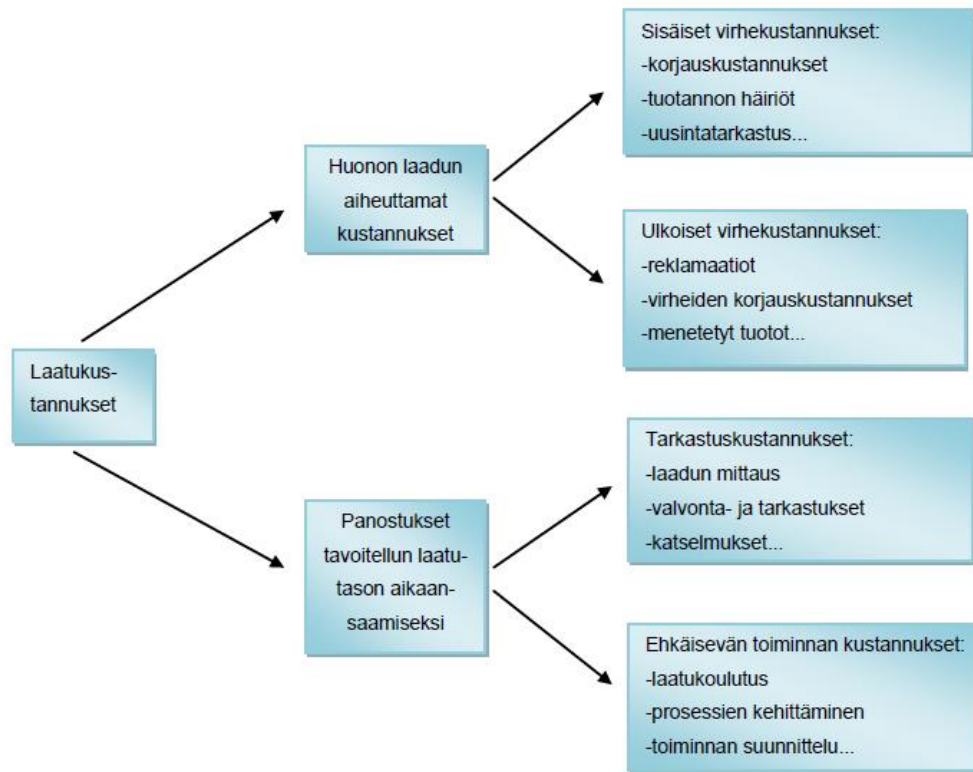 Laatukus-
tannukset
Huonon laadun
aiheuttamat
kustannukset
Sisäiset virhekustannukset:
-korjauskustannukset
-tuotannon häiriöt
-uusintatarkastus...
Ulkoiset virhekustannukset:
-reklamaatiot
-virheiden korjauskustannukset
-menetetyt tuotot...
Panostukset
tavoitellun laatu-
tason aikaan-
saamiseksi
Tarkastuskustannukset:
-laadun mittaus
-valvonta- ja tarkastukset
-katselmukset...
Ehkäisevän toiminnan kustannukset:
-laatukoulutus
-prosessien kehittäminen
-toiminnan suunnittelu...